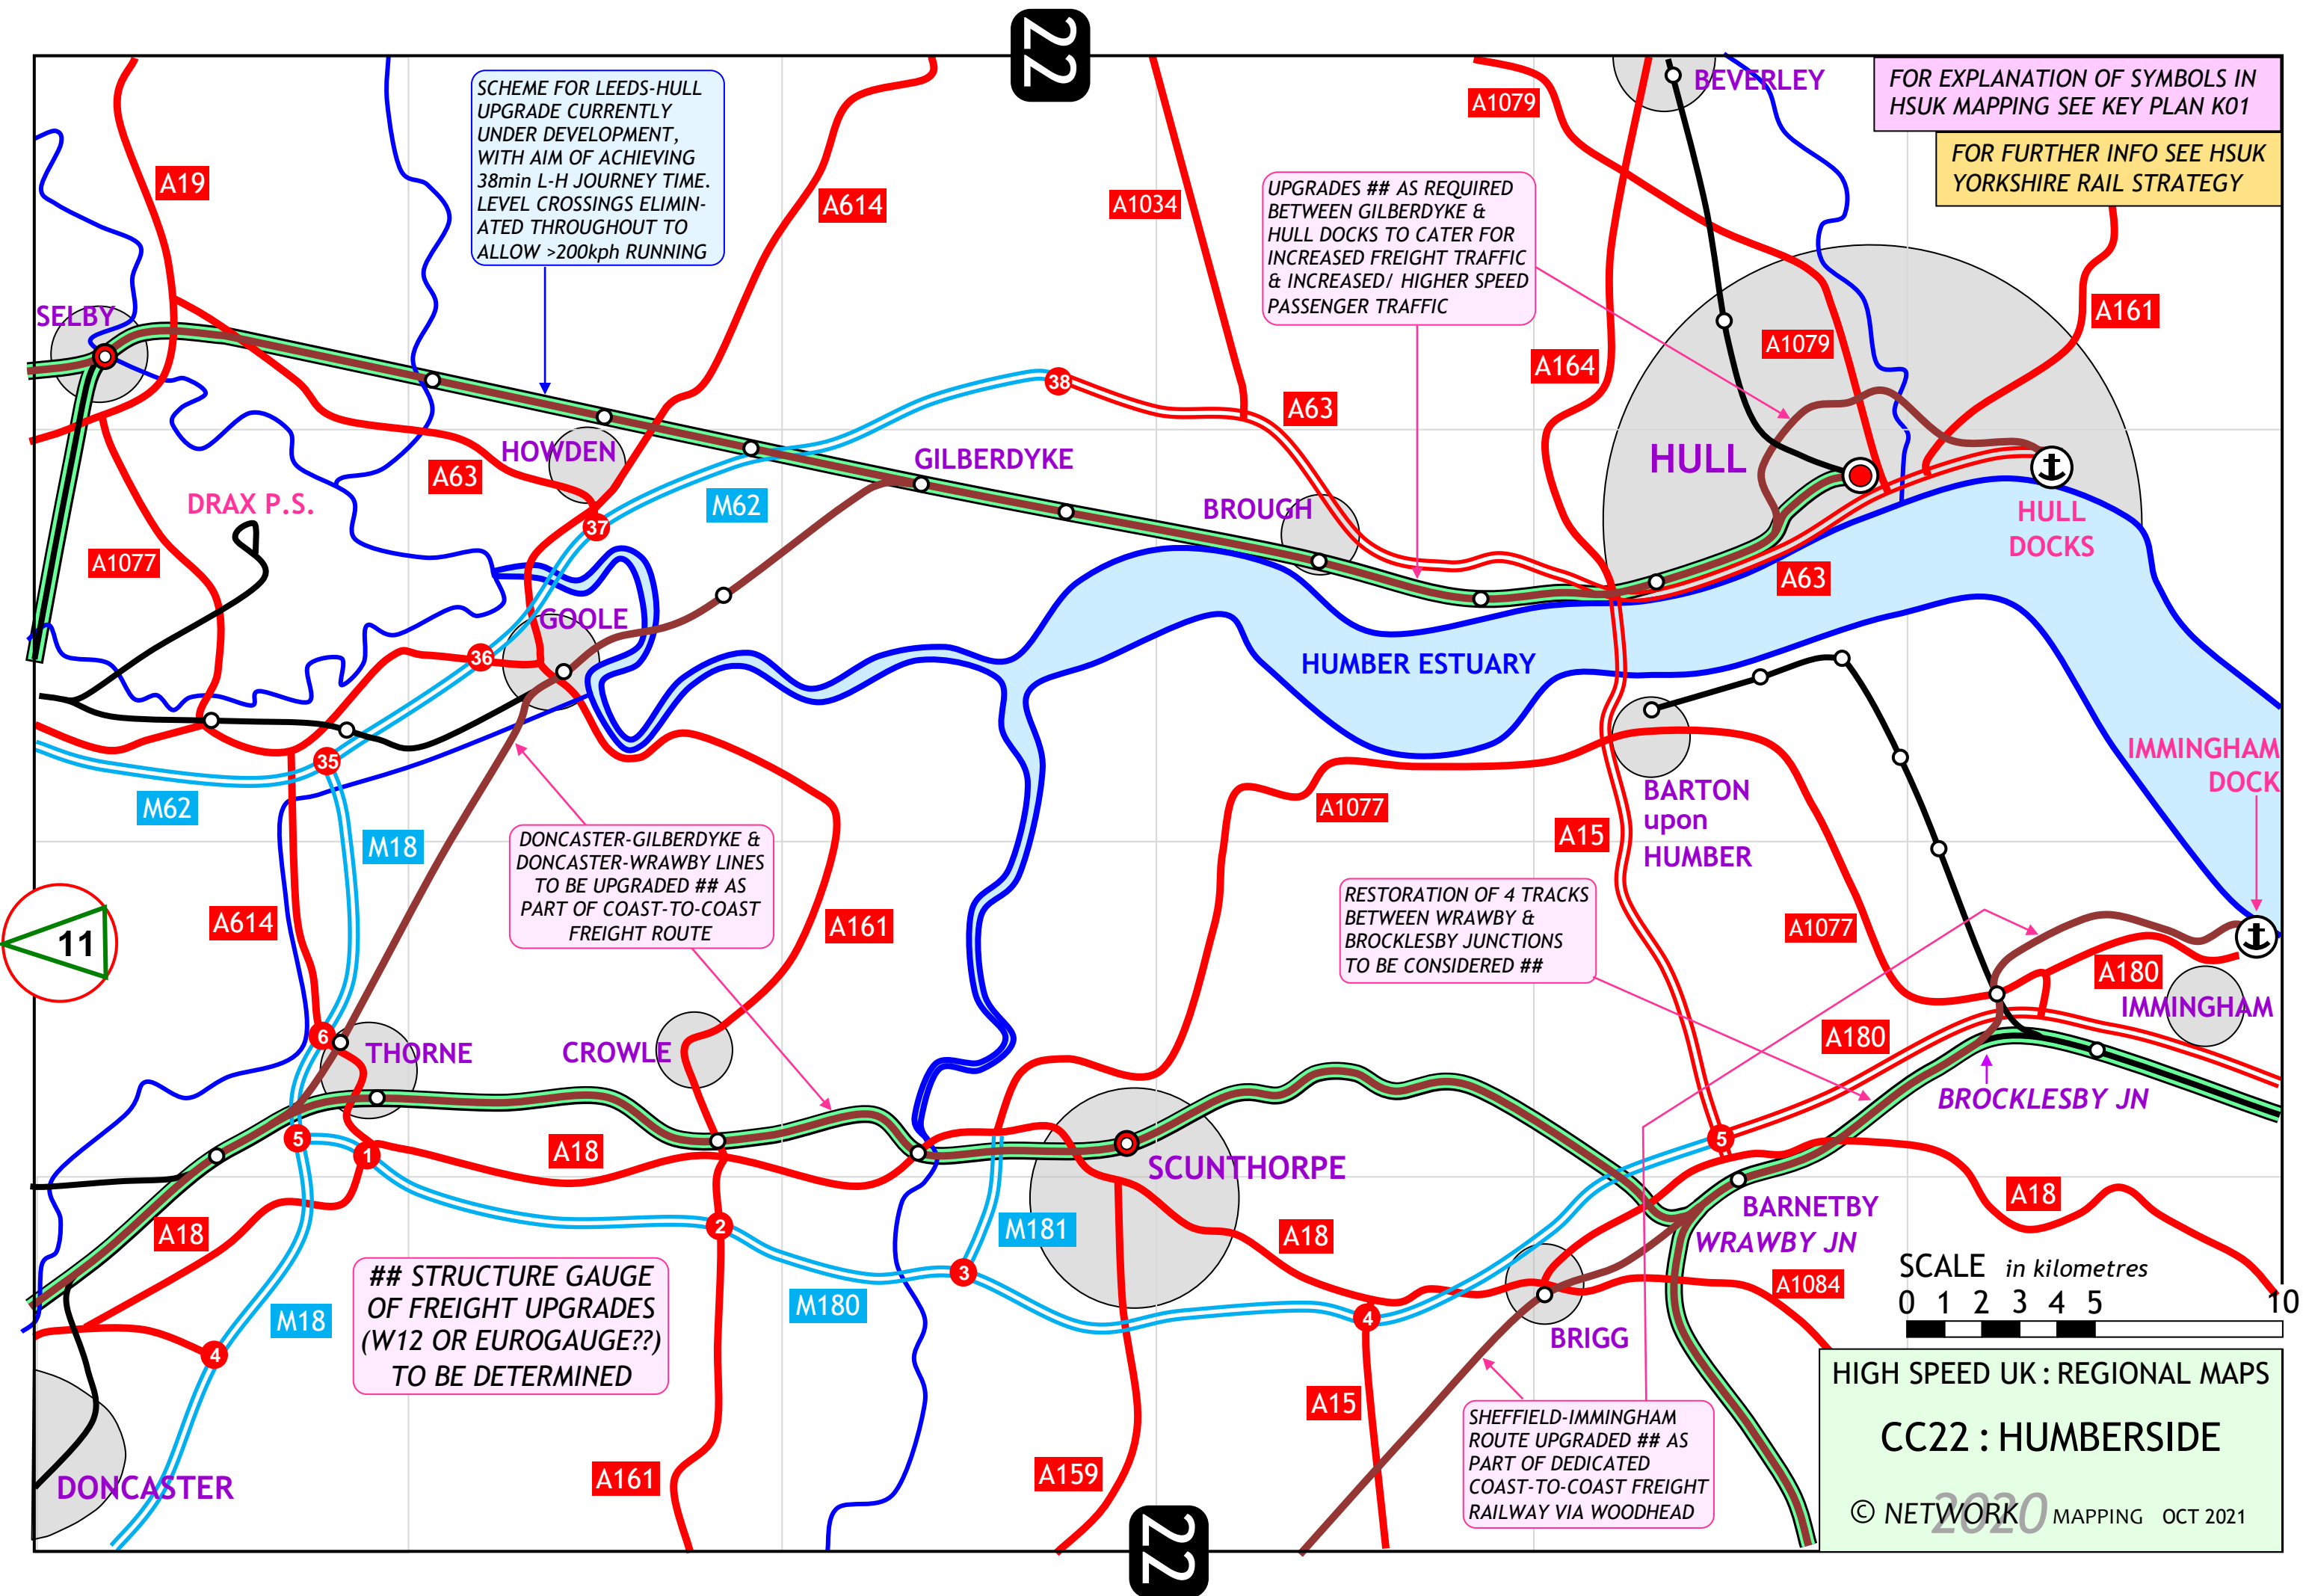 22
BEVERLEY
FOR EXPLANATION OF SYMBOLS IN
HSUK MAPPING SEE KEY PLAN K01
FOR FURTHER INFO SEE HSUK
YORKSHIRE RAIL STRATEGY
SCHEME FOR LEEDS-HULL
UPGRADE CURRENTLY
UNDER DEVELOPMENT,
WITH AIM OF ACHIEVING
38min L-H JOURNEY TIME.
LEVEL CROSSINGS ELIMIN-
ATED THROUGHOUT TO
ALLOW >200kph RUNNING
A1079
A19
A614
A1034
UPGRADES ## AS REQUIRED
BETWEEN GILBERDYKE &
HULL DOCKS TO CATER FOR
INCREASED FREIGHT TRAFFIC
& INCREASED/ HIGHER SPEED
PASSENGER TRAFFIC
SELBY
A161
A1079
A164
38
A63
HOWDEN
GILBERDYKE
HULL
A63
DRAX P.S.
M62
BROUGH
37
HULL
DOCKS
A1077
A63
GOOLE
36
HUMBER ESTUARY
35
IMMINGHAM
DOCK
M62
BARTON
upon
HUMBER
A1077
A15
M18
DONCASTER-GILBERDYKE &
DONCASTER-WRAWBY LINES
TO BE UPGRADED ## AS
PART OF COAST-TO-COAST
FREIGHT ROUTE
RESTORATION OF 4 TRACKS
BETWEEN WRAWBY &
BROCKLESBY JUNCTIONS
TO BE CONSIDERED ##
11
A614
A161
A1077
A180
IMMINGHAM
6
THORNE
CROWLE
A180
BROCKLESBY JN
5
1
A18
5
SCUNTHORPE
A18
A18
BARNETBY
WRAWBY JN
2
M181
A18
3
## STRUCTURE GAUGE
OF FREIGHT UPGRADES
(W12 OR EUROGAUGE??)
TO BE DETERMINED
M18
M180
4
4
BRIGG
A1084
SCALE in kilometres
0 1 2 3 4 5 10
HIGH SPEED UK : REGIONAL MAPS
CC22 : HUMBERSIDE
© NETWORK 2020 MAPPING OCT 2021
A15
SHEFFIELD-IMMINGHAM
ROUTE UPGRADED ## AS
PART OF DEDICATED
COAST-TO-COAST FREIGHT
RAILWAY VIA WOODHEAD
A161
A159
DONCASTER
22